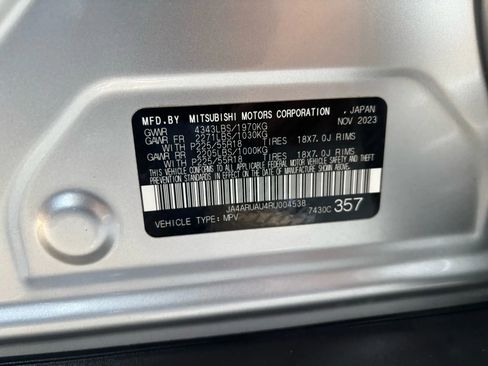 MFD.BY MITSUBISHI MOTORS CORPORATION . JAPAN
GVWR 4343LBS/1970KG NOV 2023
GAWR FR 2271LBS/1030KG
WITH P225/55R18 TIRES 18X7.0J RIMS
GAWR RR 2205LBS/1000KG
WITH P225/55R18 TIRES 18X7.0J RIMS
THIS VEHICLE CONFORMS TO ALL APPLICABLE FEDERAL MOTOR VEHICLE SAFETY, BUMPER, AND THEFT
PREVENTION STANDARDS IN EFFECT ON THE DATE OF MANUFACTURE SHOWN ABOVE.
JA4ARUAU4RU004538
VEHICLE TYPE: MPV 7430C 357